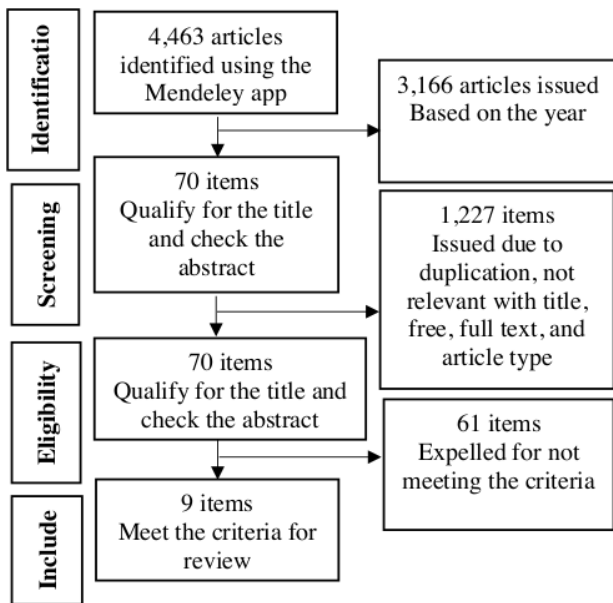 Identificatio
4,463 articles
identified using the
Mendeley app
3,166 articles issued
Based on the year
Screening
70 items
Qualify for the title
and check the
abstract
1,227 items
Issued due to
duplication, not
relevant with title,
free, full text, and
article type
Eligibility
70 items
Qualify for the title and
check the abstract
61 items
Expelled for not
meeting the criteria
Include
9 items
Meet the criteria for
review